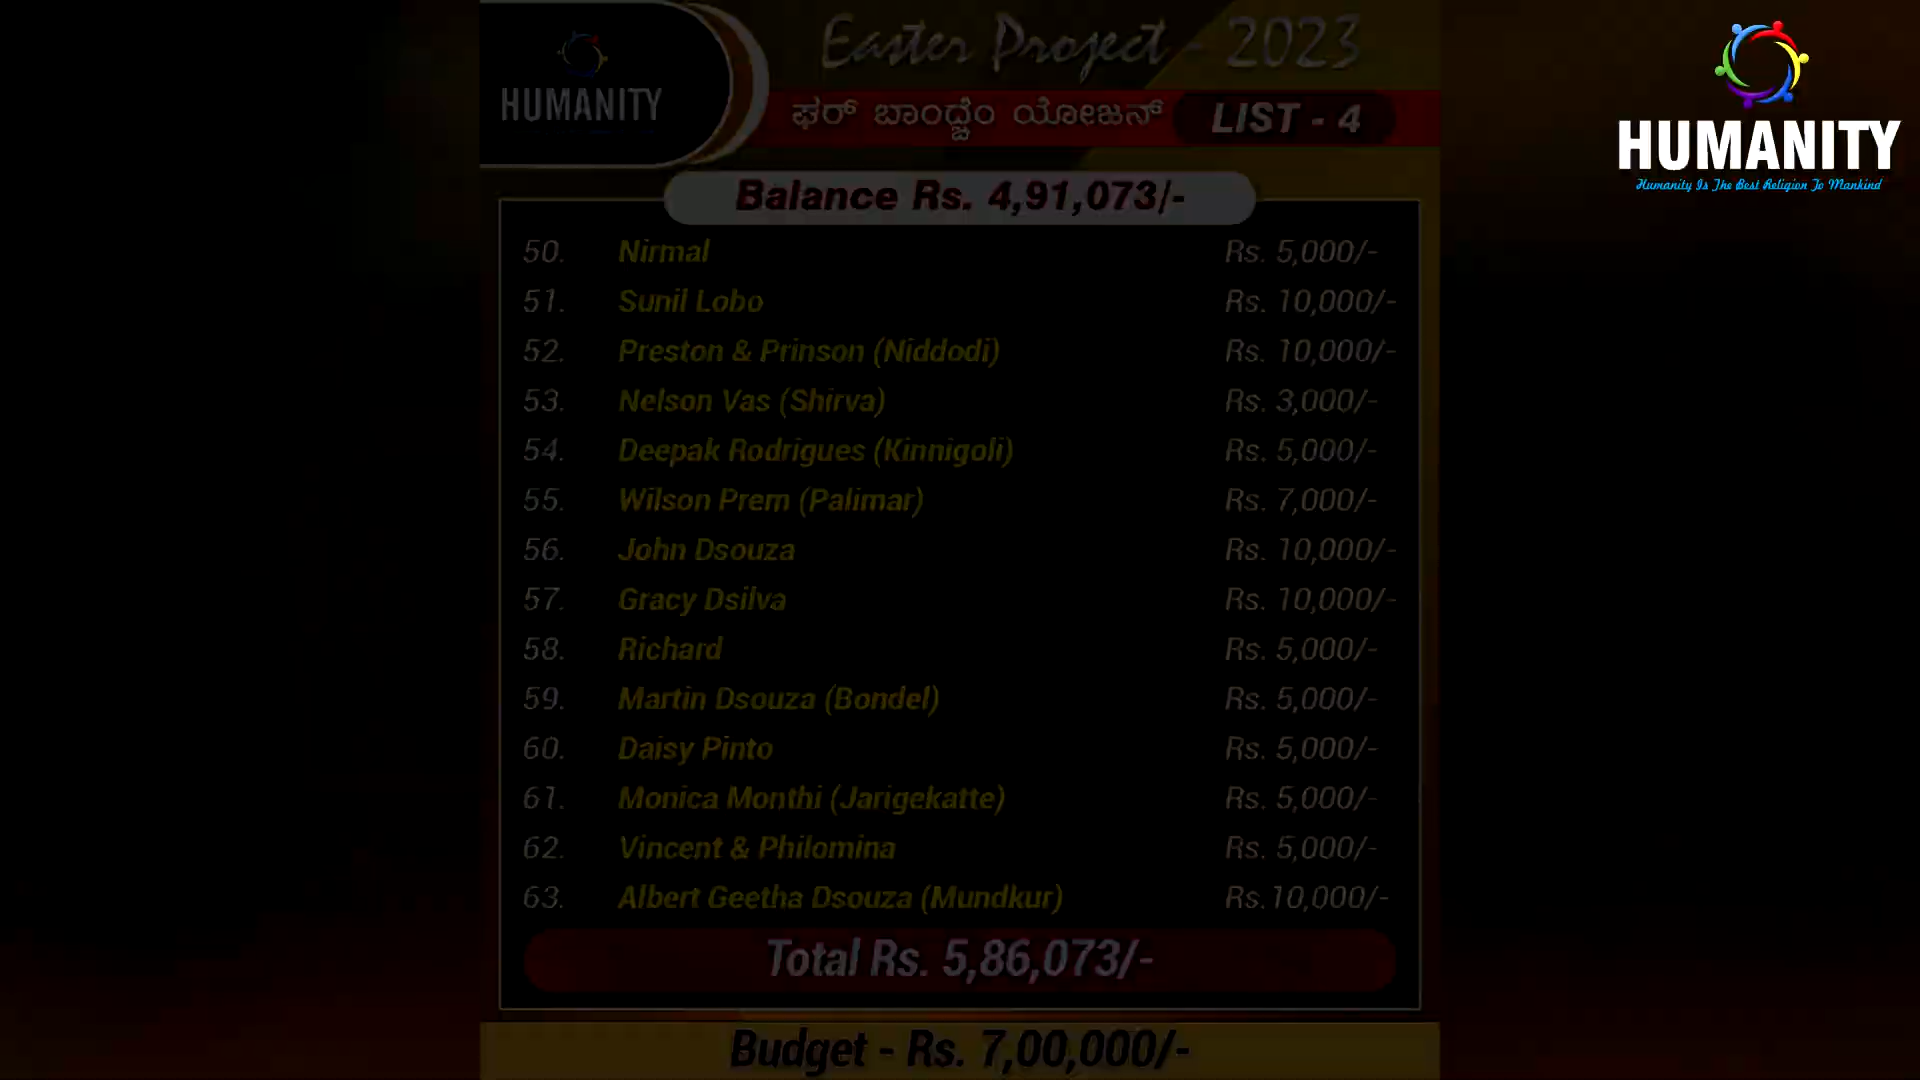 Easter Project - 2023
HUMANITY
ಘರ್ ಬಾಂದ್ಚೆಂ ಯೋಜನ್ LIST - 4
HUMANITY
Humanity Is The Best Religion To Mankind
Balance Rs. 4,91,073/-
50. Nirmal Rs. 5,000/-
51. Sunil Lobo Rs. 10,000/-
52. Preston & Prinson (Niddodi) Rs. 10,000/-
53. Nelson Vas (Shirva) Rs. 3,000/-
54. Deepak Rodrigues (Kinnigoli) Rs. 5,000/-
55. Wilson Prem (Palimar) Rs. 7,000/-
56. John Dsouza Rs. 10,000/-
57. Gracy Dsilva Rs. 10,000/-
58. Richard Rs. 5,000/-
59. Martin Dsouza (Bondel) Rs. 5,000/-
60. Daisy Pinto Rs. 5,000/-
61. Monica Monthi (Jarigekatte) Rs. 5,000/-
62. Vincent & Philomina Rs. 5,000/-
63. Albert Geetha Dsouza (Mundkur) Rs.10,000/-
Total Rs. 5,86,073/-
Budget - Rs. 7,00,000/-